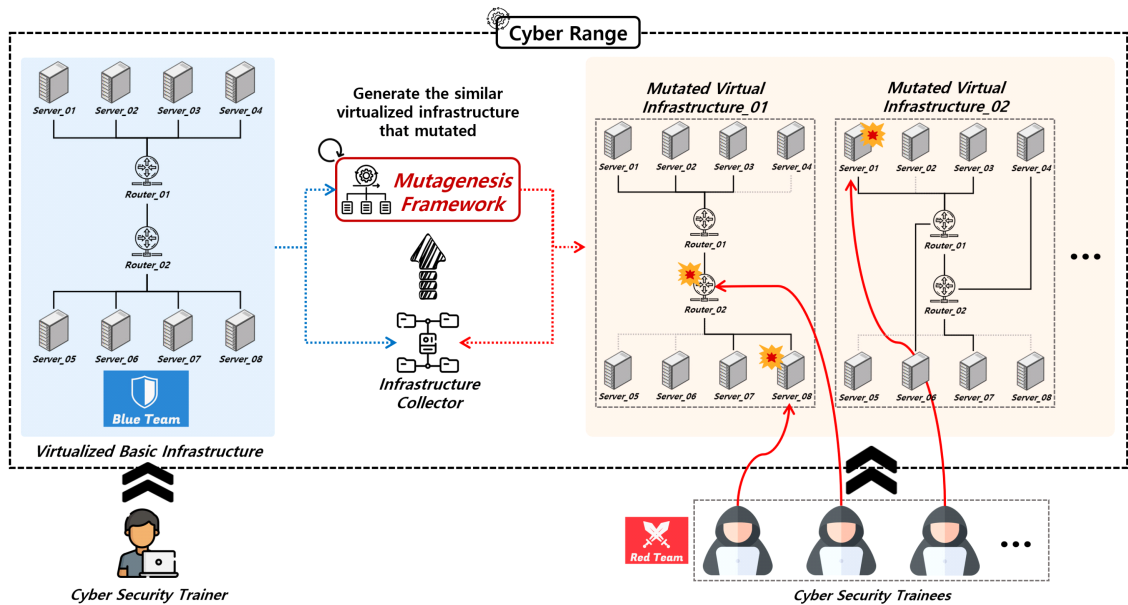 Cyber Range
Server_01
Server_02
Server_03
Server_04
Router_01
Router_02
Server_05
Server_06
Server_07
Server_08
Blue Team
Virtualized Basic Infrastructure
Cyber Security Trainer
Generate the similar
virtualized infrastructure
that mutated
Mutagenesis
Framework
Infrastructure
Collector
Mutated Virtual
Infrastructure_01
Server_01
Server_02
Server_03
Server_04
Router_01
Router_02
Server_05
Server_06
Server_07
Server_08
Mutated Virtual
Infrastructure_02
Server_01
Server_02
Server_03
Server_04
Router_01
Router_02
Server_05
Server_06
Server_07
Server_08
...
Red Team
...
Cyber Security Trainees